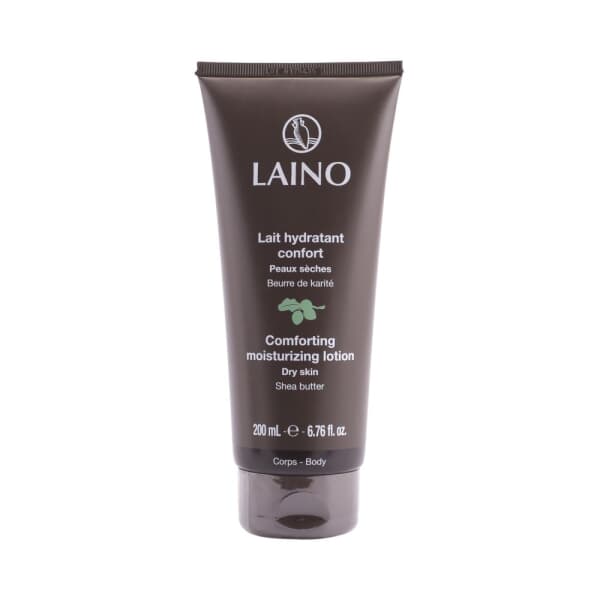 LAINO
Lait hydratant
confort
Peaux sèches
Beurre de karité
Comforting
moisturizing lotion
Dry skin
Shea butter
200 mL - ℮ - 6.76 fl. oz.
Corps - Body